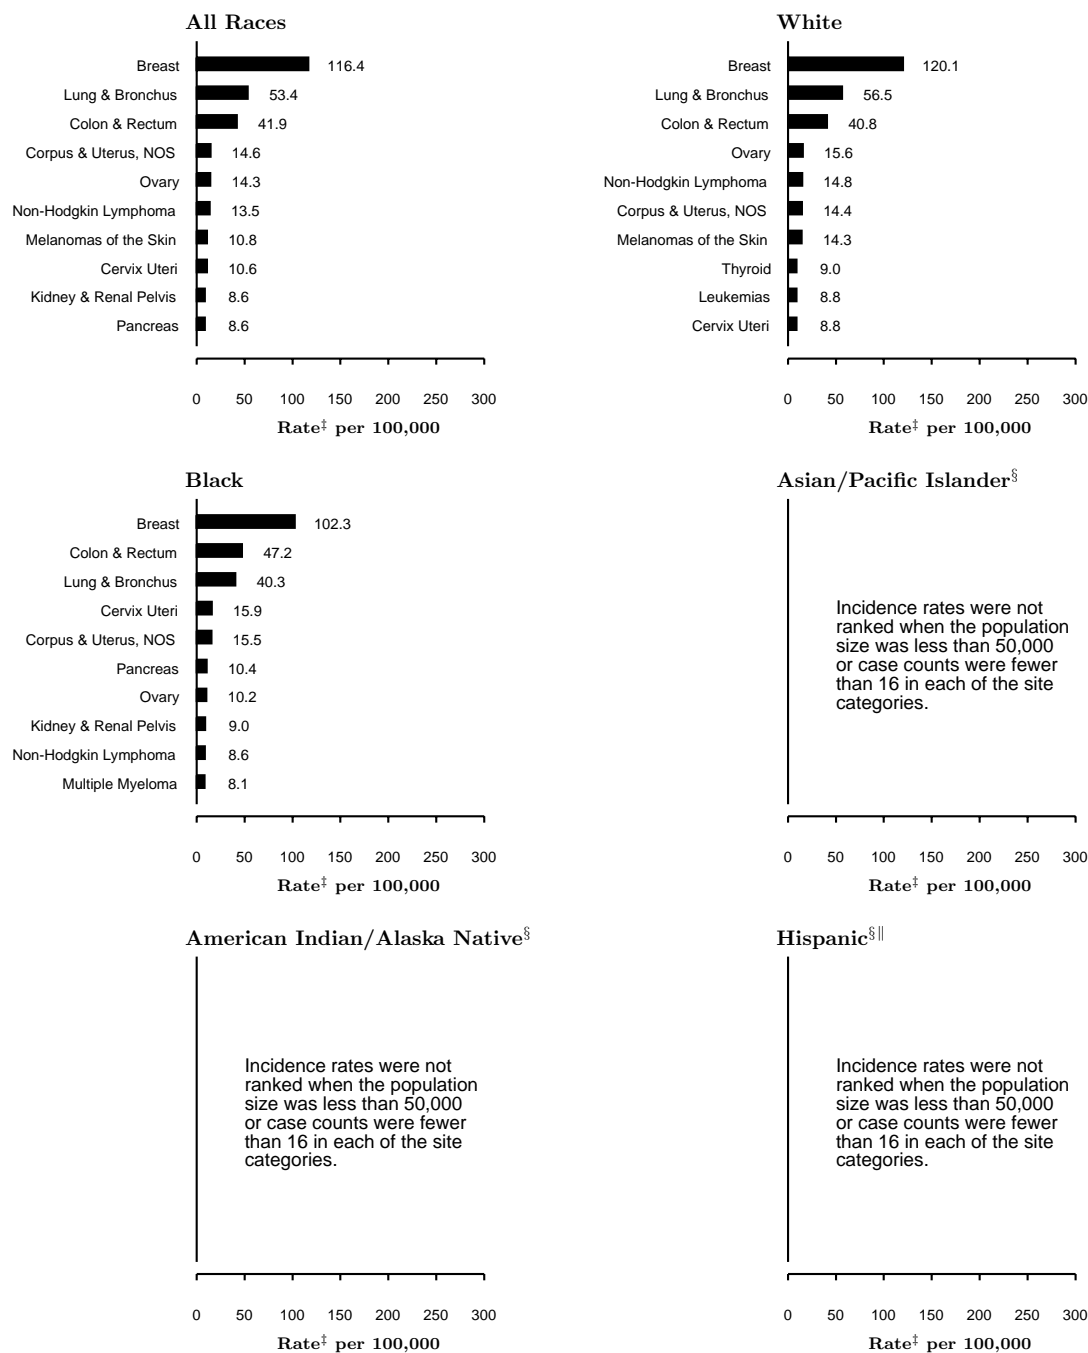 All Races
Breast 116.4
Lung & Bronchus 53.4
Colon & Rectum 41.9
Corpus & Uterus, NOS 14.6
Ovary 14.3
Non-Hodgkin Lymphoma 13.5
Melanomas of the Skin 10.8
Cervix Uteri 10.6
Kidney & Renal Pelvis 8.6
Pancreas 8.6
0 50 100 150 200 250 300
Rate‡ per 100,000
White
Breast 120.1
Lung & Bronchus 56.5
Colon & Rectum 40.8
Ovary 15.6
Non-Hodgkin Lymphoma 14.8
Corpus & Uterus, NOS 14.4
Melanomas of the Skin 14.3
Thyroid 9.0
Leukemias 8.8
Cervix Uteri 8.8
0 50 100 150 200 250 300
Rate‡ per 100,000
Black
Breast 102.3
Colon & Rectum 47.2
Lung & Bronchus 40.3
Cervix Uteri 15.9
Corpus & Uterus, NOS 15.5
Pancreas 10.4
Ovary 10.2
Kidney & Renal Pelvis 9.0
Non-Hodgkin Lymphoma 8.6
Multiple Myeloma 8.1
0 50 100 150 200 250 300
Rate‡ per 100,000
Asian/Pacific Islander§
Incidence rates were not
ranked when the population
size was less than 50,000
or case counts were fewer
than 16 in each of the site
categories.
0 50 100 150 200 250 300
Rate‡ per 100,000
American Indian/Alaska Native§
Incidence rates were not
ranked when the population
size was less than 50,000
or case counts were fewer
than 16 in each of the site
categories.
0 50 100 150 200 250 300
Rate‡ per 100,000
Hispanic§‖
Incidence rates were not
ranked when the population
size was less than 50,000
or case counts were fewer
than 16 in each of the site
categories.
0 50 100 150 200 250 300
Rate‡ per 100,000